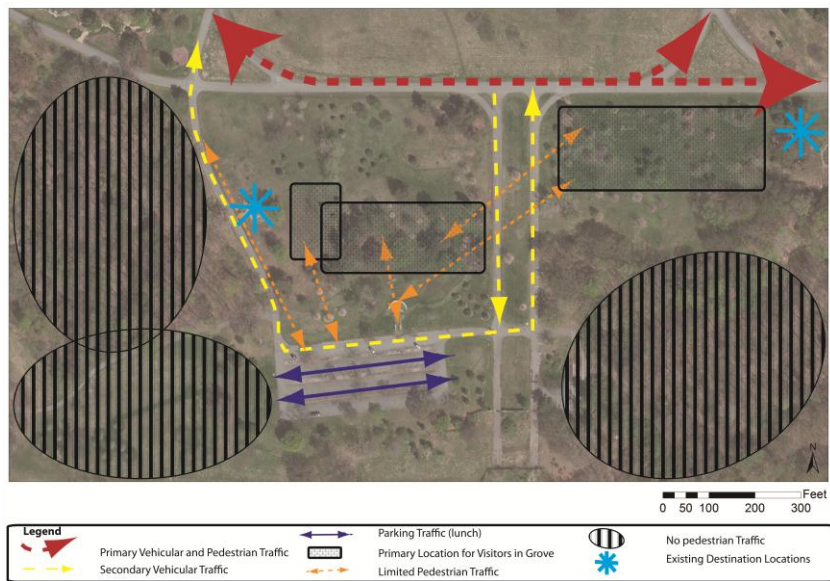 N
Feet
0 50 100 200 300
Legend
Primary Vehicular and Pedestrian Traffic
Secondary Vehicular Traffic
Parking Traffic (lunch)
Primary Location for Visitors in Grove
Limited Pedestrian Traffic
No pedestrian Traffic
Existing Destination Locations